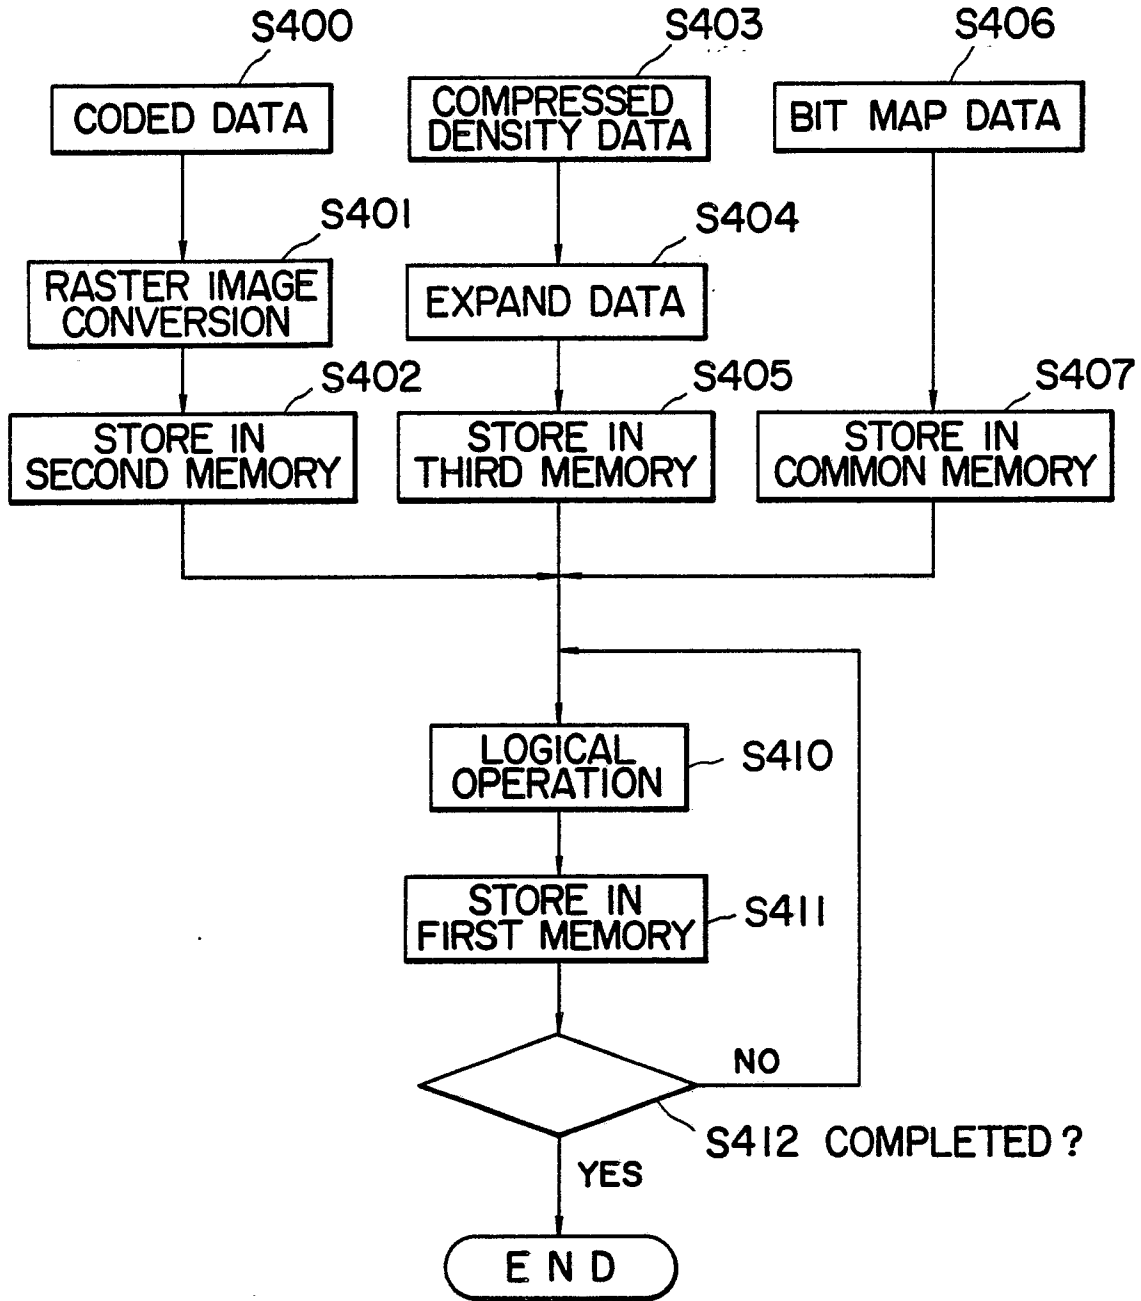 S400
S403
S406
CODED DATA
COMPRESSED
DENSITY DATA
BIT MAP DATA
S401
S404
RASTER IMAGE
CONVERSION
EXPAND DATA
S402
S405
S407
STORE IN
SECOND MEMORY
STORE IN
THIRD MEMORY
STORE IN
COMMON MEMORY
LOGICAL
OPERATION
S410
STORE IN
FIRST MEMORY
S411
NO
S412 COMPLETED?
YES
END